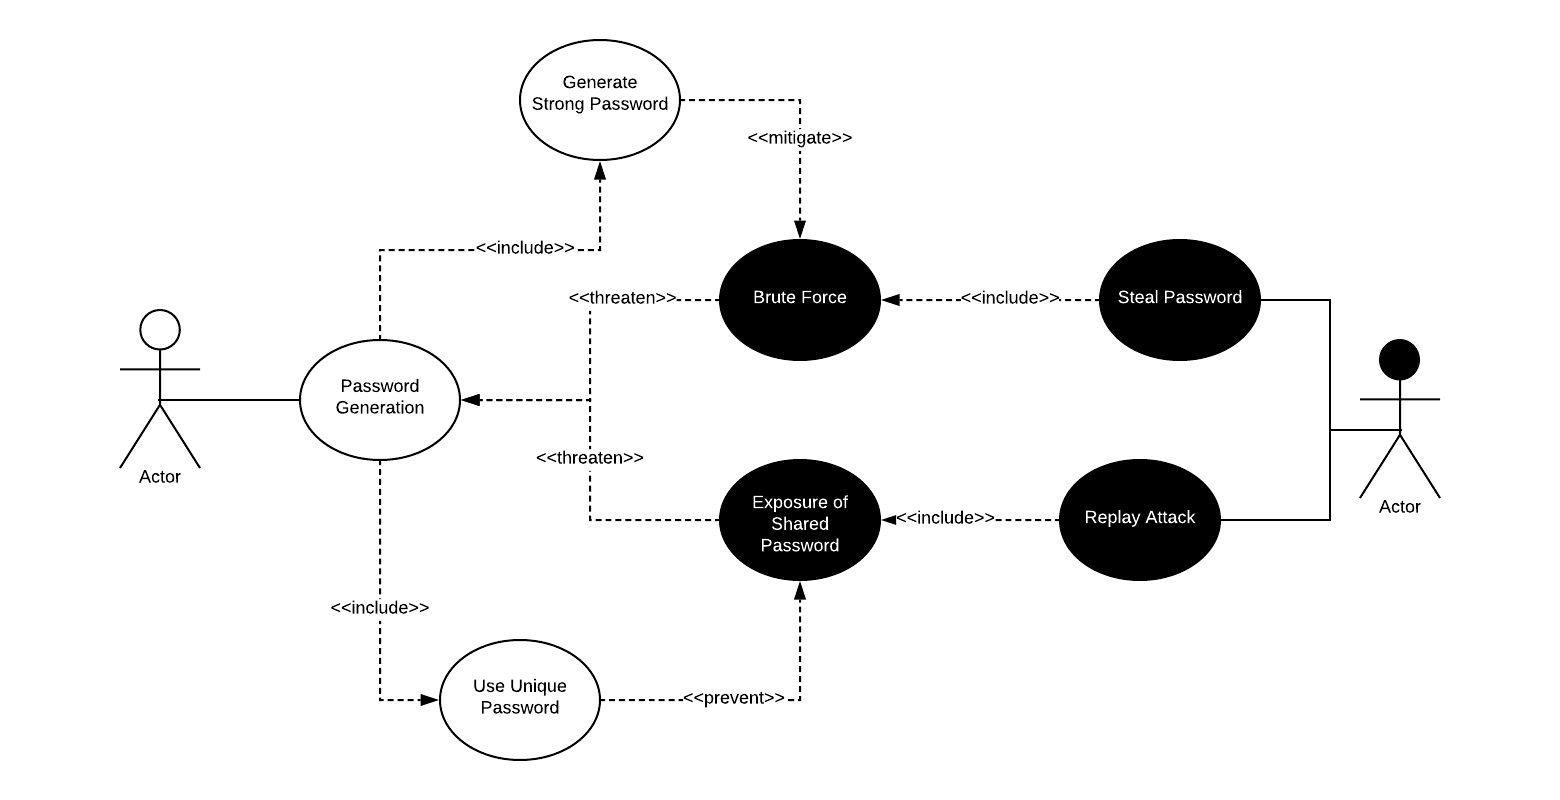 Generate
Strong Password
<<mitigate>>
<<include>>
<<threaten>>
Brute Force
<<include>>
Steal Password
Password
Generation
Actor
<<threaten>>
Exposure of
Shared
Password
<<include>>
Replay Attack
Actor
<<include>>
Use Unique
Password
<<prevent>>